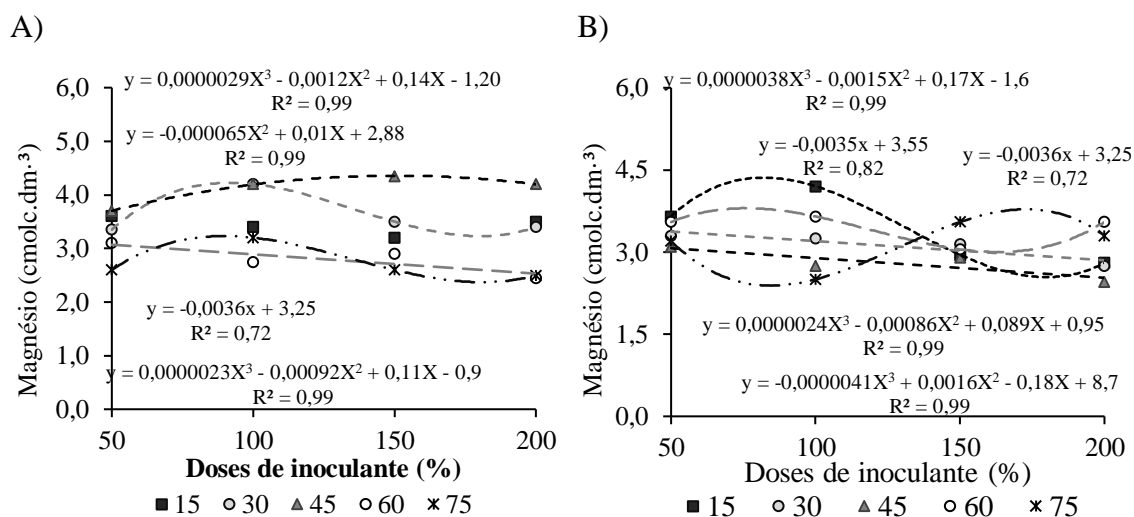 A)
y = 0,0000029X³ - 0,0012X² + 0,14X - 1,20
R² = 0,99
y = -0,000065X² + 0,01X + 2,88
R² = 0,99
Magnésio (cmolc.dm-³)
6,0
5,0
4,0
3,0
2,0
1,0
0,0
y = -0,0036x + 3,25
R² = 0,72
y = 0,0000023X³ - 0,00092X² + 0,11X - 0,9
R² = 0,99
50 100 150 200
Doses de inoculante (%)
15 30 45 60 75
B)
y = 0,0000038X³ - 0,0015X² + 0,17X - 1,6
R² = 0,99
y = -0,0035x + 3,55
R² = 0,82
y = -0,0036x + 3,25
R² = 0,72
Magnésio (cmolc.dm-³)
6,0
4,5
3,0
1,5
0,0
y = 0,0000024X³ - 0,00086X² + 0,089X + 0,95
R² = 0,99
y = -0,0000041X³ + 0,0016X² - 0,18X + 8,7
R² = 0,99
50 100 150 200
Doses de inoculante (%)
15 30 45 60 75